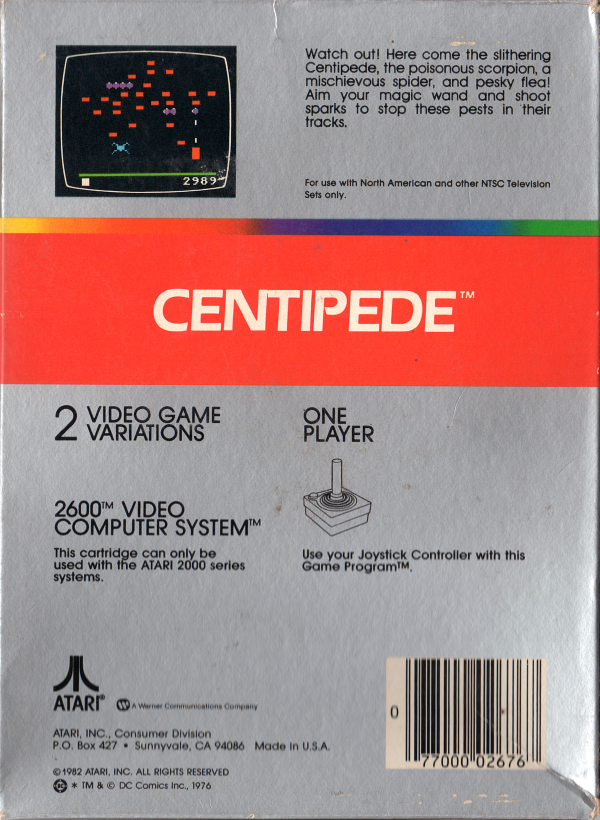 Watch out! Here come the slithering
Centipede, the poisonous scorpion, a
mischievous spider, and pesky flea!
Aim your magic wand and shoot
sparks to stop these pests in their
tracks.
2989
For use with North American and other NTSC Television
Sets only.
CENTIPEDE™
2 VIDEO GAME
VARIATIONS
ONE
PLAYER
2600™ VIDEO
COMPUTER SYSTEM™
This cartridge can only be
used with the ATARI 2000 series
systems.
Use your Joystick Controller with this
Game Program™.
ATARI®
A Warner Communications Company
ATARI, INC., Consumer Division
P.O. Box 427 • Sunnyvale, CA 94086 Made in U.S.A.
©1982 ATARI, INC. ALL RIGHTS RESERVED
DC * TM & © DC Comics Inc., 1976
0 77000 02676